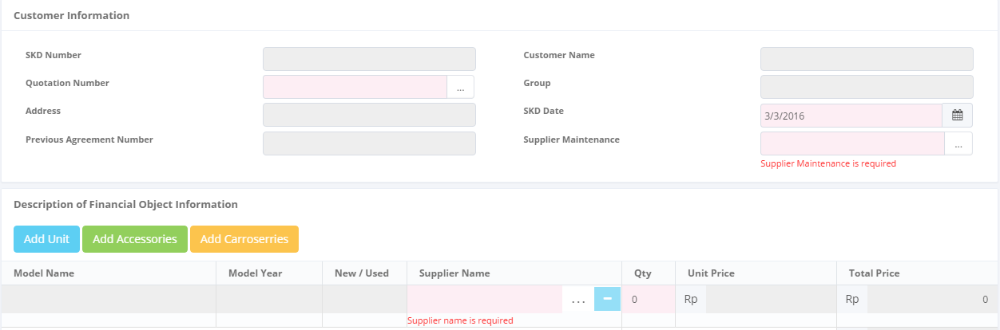 Customer Information
SKD Number
Customer Name
Quotation Number
...
Group
Address
SKD Date
3/3/2016
Previous Agreement Number
Supplier Maintenance
...
Supplier Maintenance is required
Description of Financial Object Information
Add Unit
Add Accessories
Add Carroserries
Model Name
Model Year
New / Used
Supplier Name
Qty
Unit Price
Total Price
...
0
Rp
Rp
0
Supplier name is required